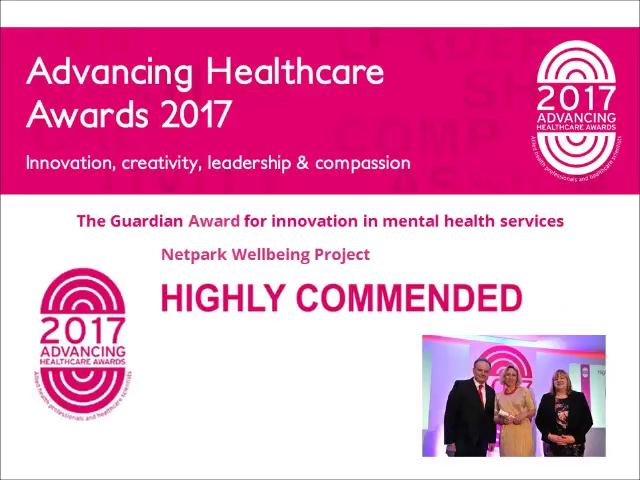 Advancing Healthcare
Awards 2017
Innovation, creativity, leadership & compassion
2017
ADVANCING
HEALTHCARE AWARDS
Allied health professionals and healthcare scientists
The Guardian Award for innovation in mental health services
Netpark Wellbeing Project
HIGHLY COMMENDED
2017
ADVANCING
HEALTHCARE AWARDS
Allied health professionals and healthcare scientists